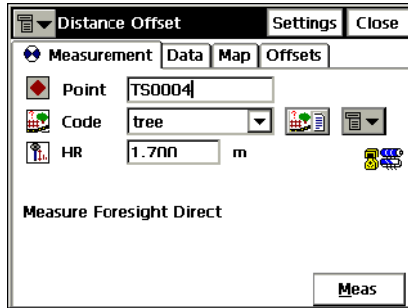 Distance Offset Settings Close
Measurement Data Map Offsets
Point TS0004
Code tree
HR 1.700 m
Measure Foresight Direct
Meas